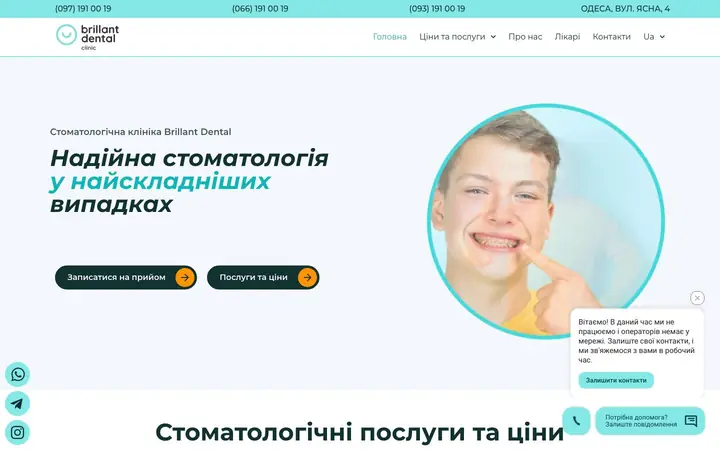 (097) 191 00 19
(066) 191 00 19
(093) 191 00 19
ОДЕСА, ВУЛ. ЯСНА, 4
brillant
dental
clinic
Головна
Ціни та послуги
Про нас
Лікарі
Контакти
Ua
Стоматологічна клініка Brillant Dental
Надійна стоматологія
у найскладніших
випадках
Записатися на прийом
Послуги та ціни
Вітаємо! В даний час ми не
працюємо і операторів немає у
мережі. Залиште свої контакти, і
ми зв'яжемося з вами в робочий
час.
Залишити контакти
Потрібна допомога?
Залиште повідомлення
Стоматологічні послуги та ціни